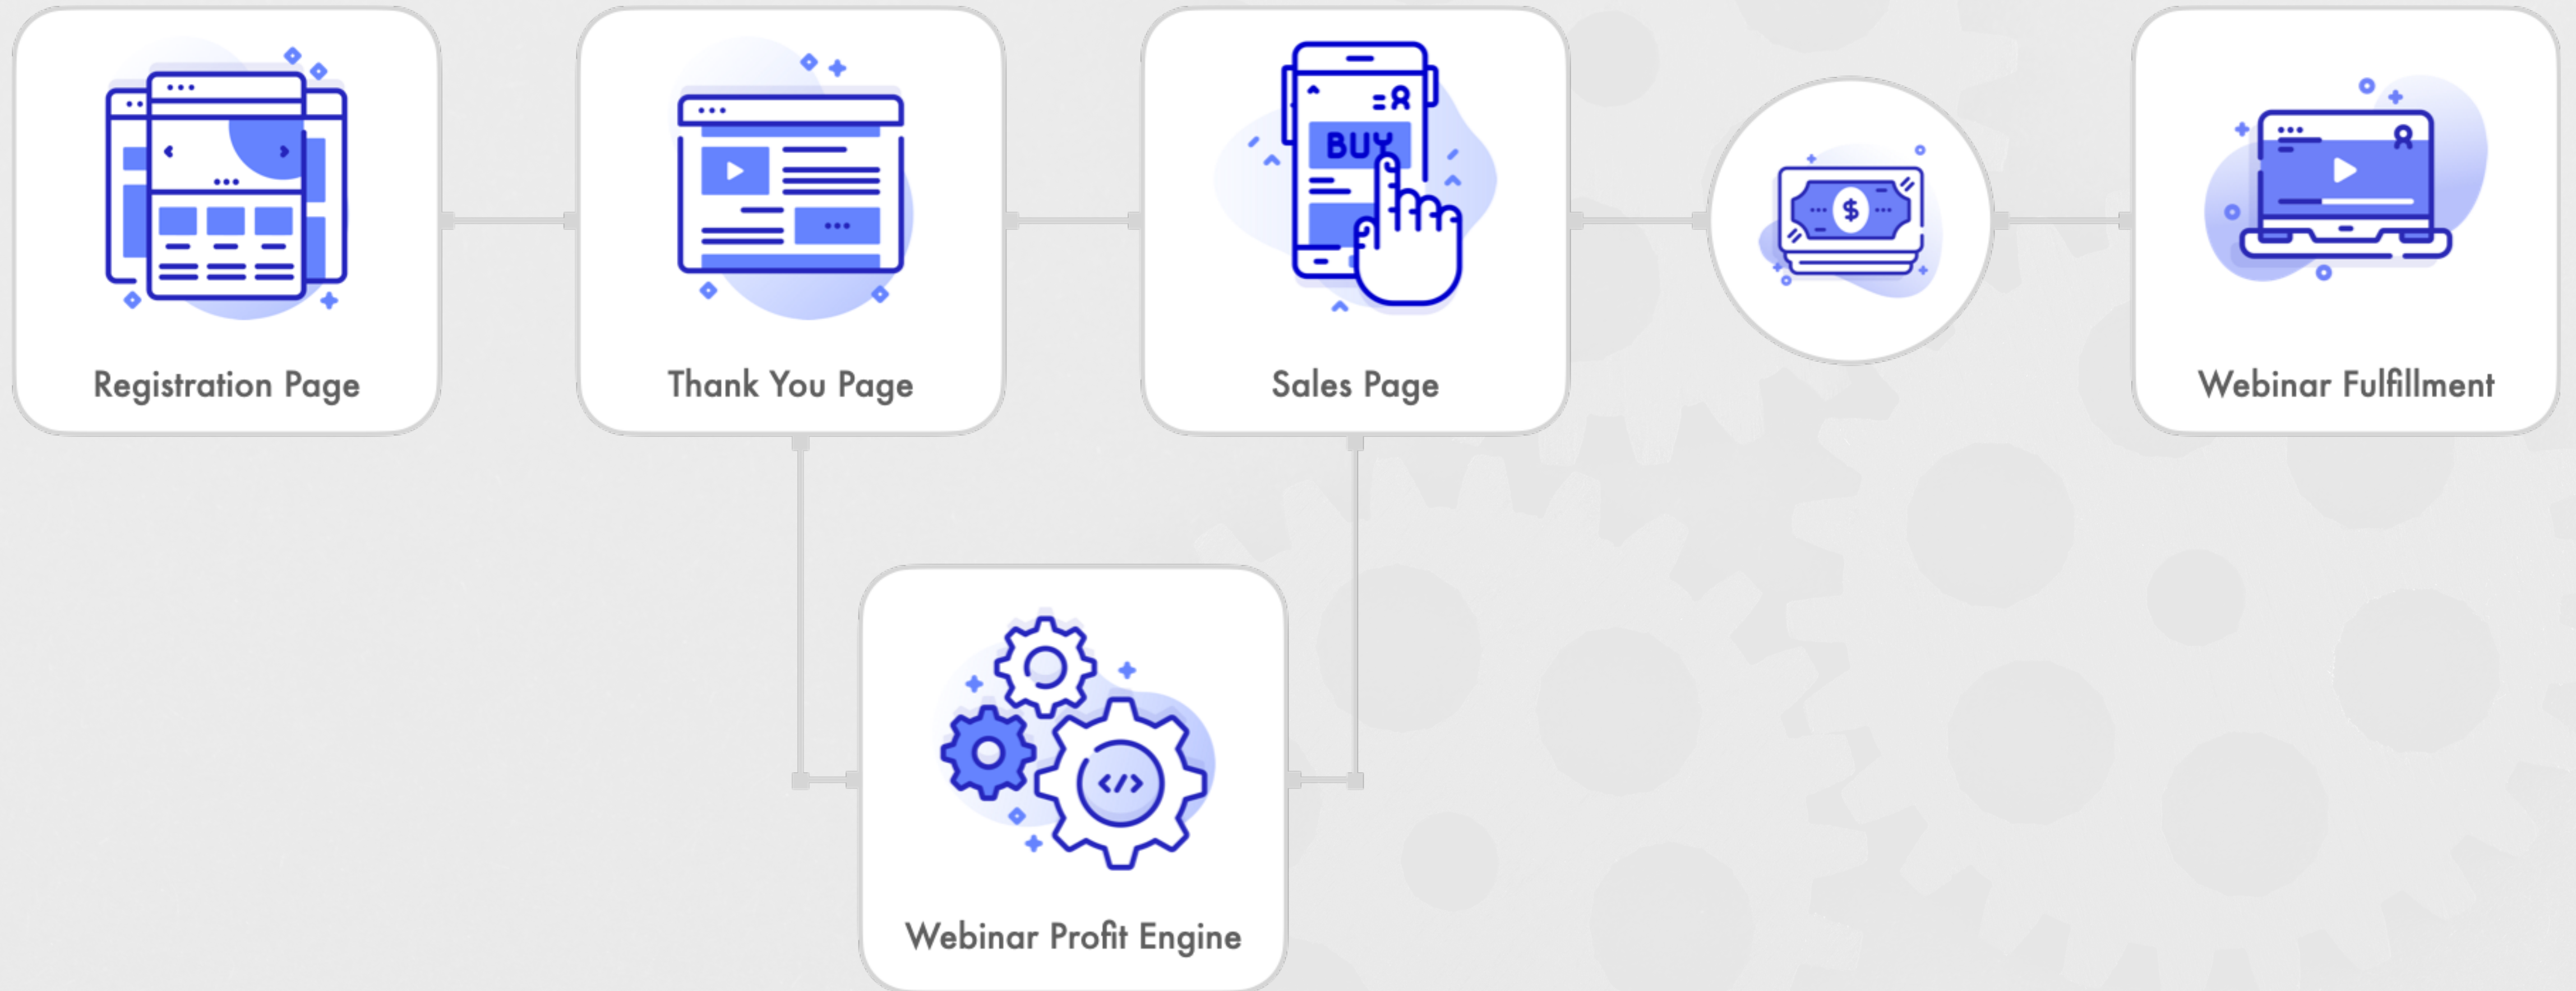 BUY
$
</>
Registration Page
Thank You Page
Sales Page
Webinar Fulfillment
Webinar Profit Engine